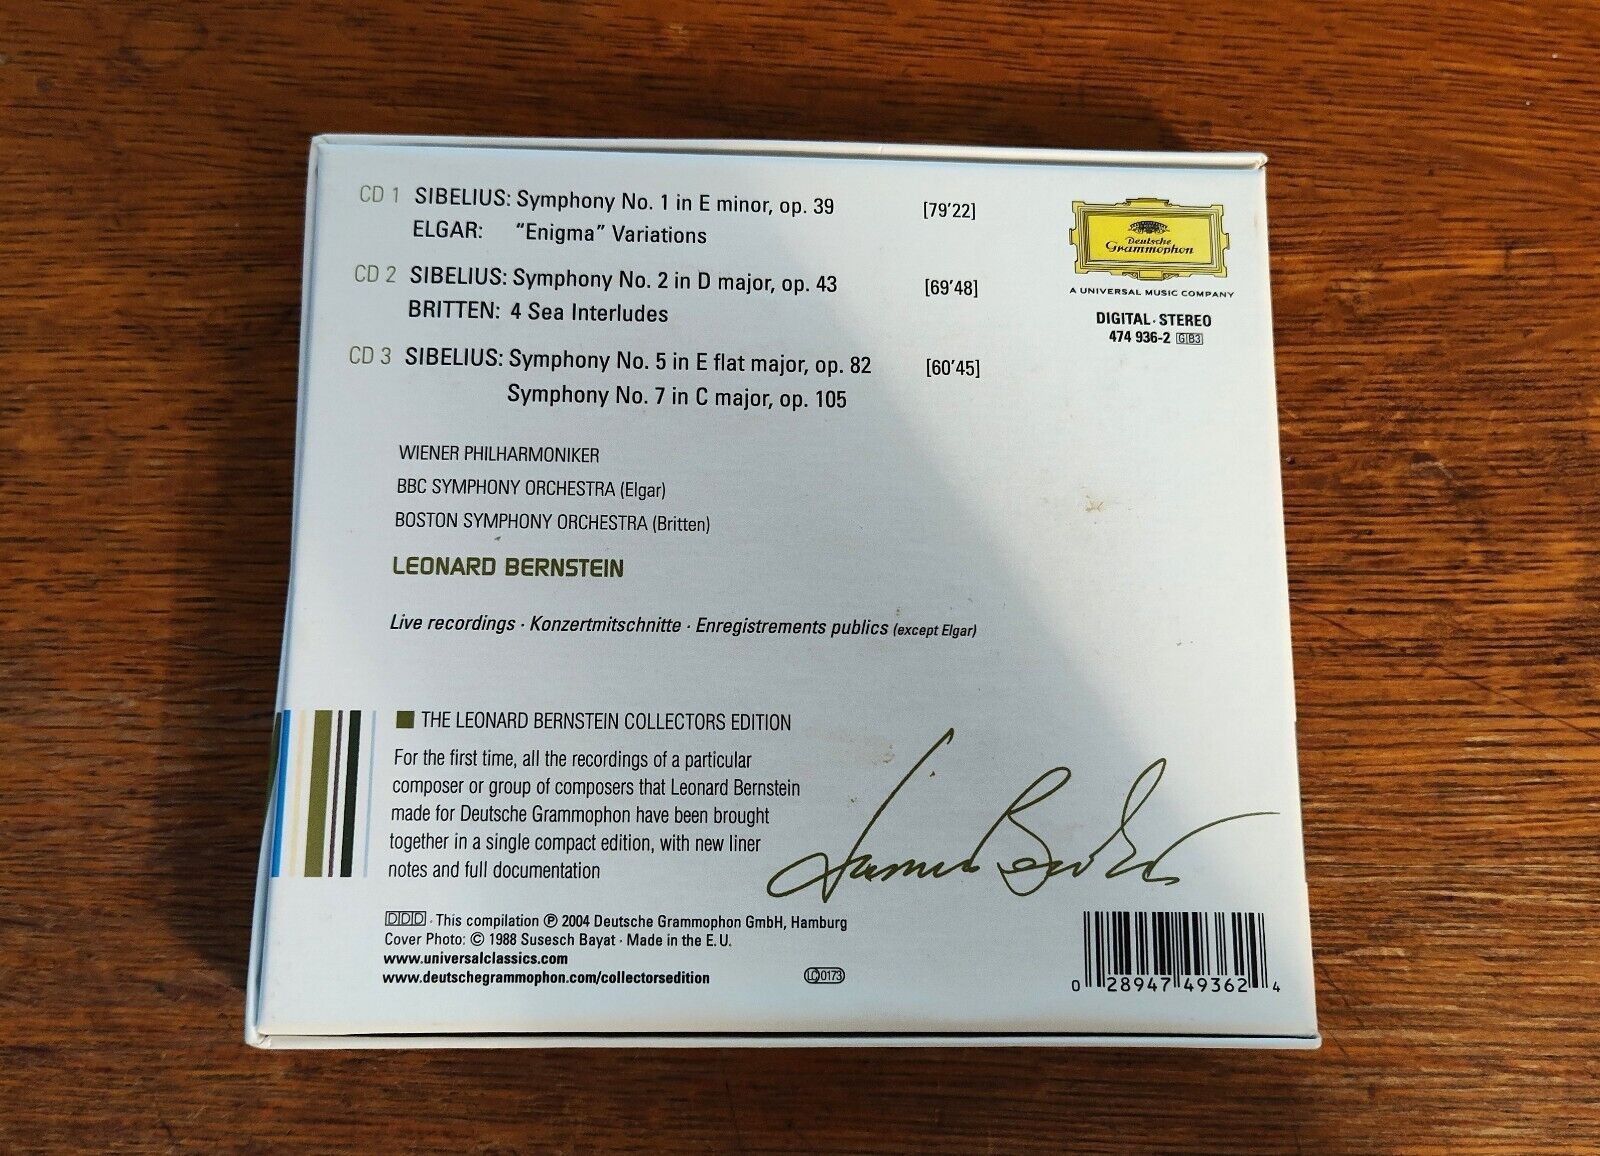 CD 1 SIBELIUS: Symphony No. 1 in E minor, op. 39 [79'22]
ELGAR: "Enigma" Variations
CD 2 SIBELIUS: Symphony No. 2 in D major, op. 43 [69'48]
BRITTEN: 4 Sea Interludes
CD 3 SIBELIUS: Symphony No. 5 in E flat major, op. 82 [60'45]
Symphony No. 7 in C major, op. 105
Deutsche
Grammophon
A UNIVERSAL MUSIC COMPANY
DIGITAL · STEREO
474 936-2 GB3
WIENER PHILHARMONIKER
BBC SYMPHONY ORCHESTRA (Elgar)
BOSTON SYMPHONY ORCHESTRA (Britten)
LEONARD BERNSTEIN
Live recordings · Konzertmitschnitte · Enregistrements publics (except Elgar)
THE LEONARD BERNSTEIN COLLECTORS EDITION
For the first time, all the recordings of a particular
composer or group of composers that Leonard Bernstein
made for Deutsche Grammophon have been brought
together in a single compact edition, with new liner
notes and full documentation
Leonard Bernstein
DDD · This compilation ℗ 2004 Deutsche Grammophon GmbH, Hamburg
Cover Photo: © 1988 Susesch Bayat · Made in the E. U.
www.universalclassics.com
www.deutschegrammophon.com/collectorsedition
LC 0173
0 28947 49362 4